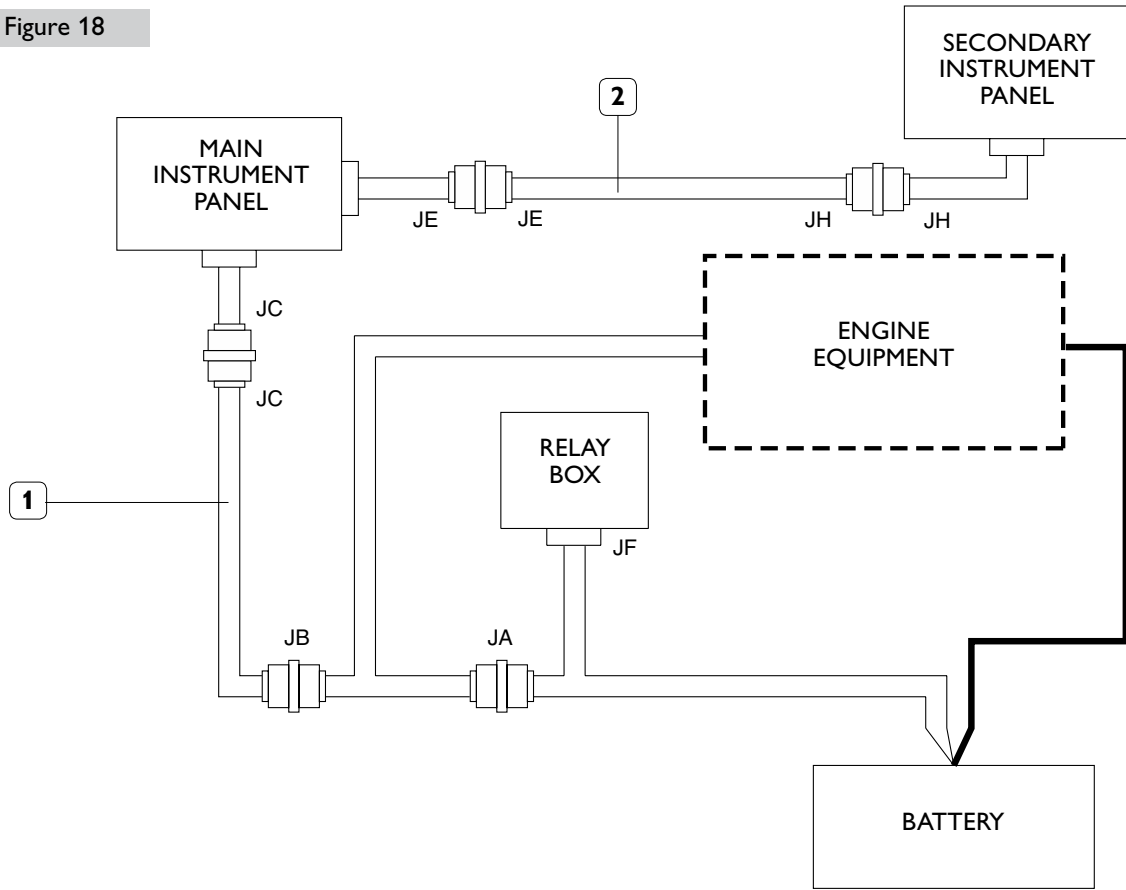 Figure 18
SECONDARY
INSTRUMENT
PANEL
2
MAIN
INSTRUMENT
PANEL
JE
JE
JH
JH
JC
ENGINE
EQUIPMENT
JC
RELAY
BOX
1
JF
JB
JA
BATTERY